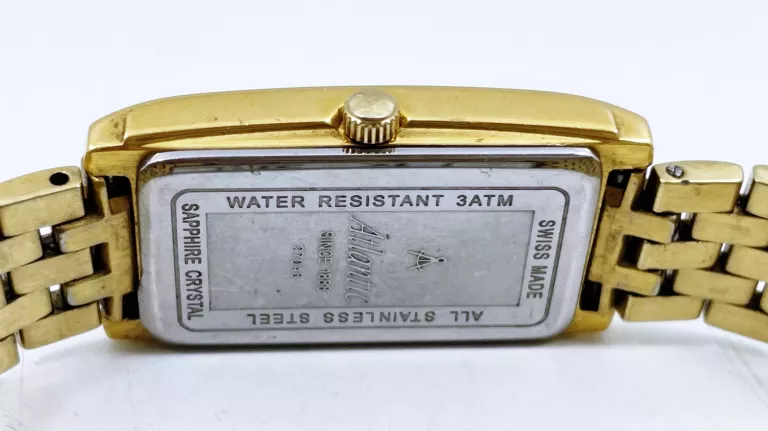 WATER RESISTANT 3ATM
SWISS MADE
ALL STAINLESS STEEL
SAPPHIRE CRYSTAL
Atlantic
SINCE 1888